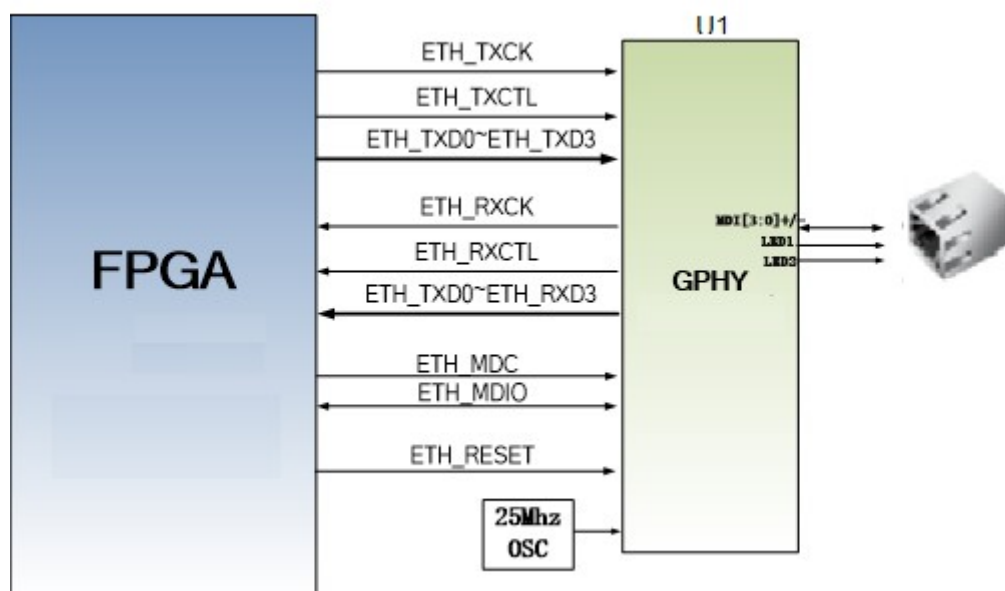 U1
ETH_TXCK
ETH_TXCTL
ETH_TXD0~ETH_TXD3
ETH_RXCK
ETH_RXCTL
ETH_TXD0~ETH_RXD3
ETH_MDC
ETH_MDIO
ETH_RESET
FPGA
GPHY
MDI[3:0]+/-
LED1
LED2
25Mhz
OSC